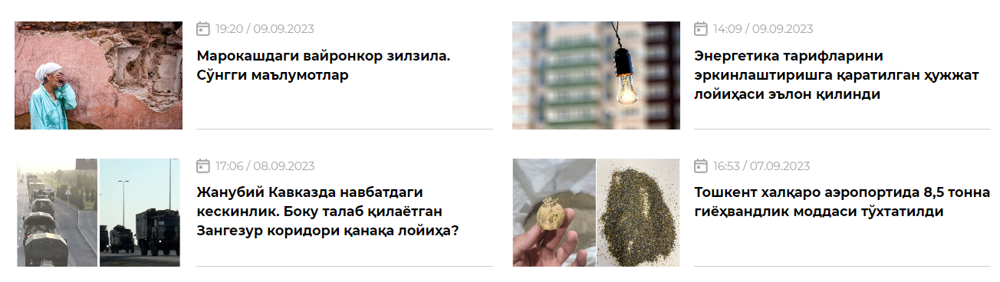 19:20 / 09.09.2023
Марокашдаги вайронкор зилзила.
Сўнгги маълумотлар
14:09 / 09.09.2023
Энергетика тарифларини
эркинлаштиришга қаратилган ҳужжат
лойиҳаси эълон қилинди
17:06 / 08.09.2023
Жанубий Кавказда навбатдаги
кескинлик. Боку талаб қилаётган
Зангезур коридори қанақа лойиҳа?
16:53 / 07.09.2023
Тошкент халқаро аэропортида 8,5 тонна
гиёҳвандлик моддаси тўхтатилди